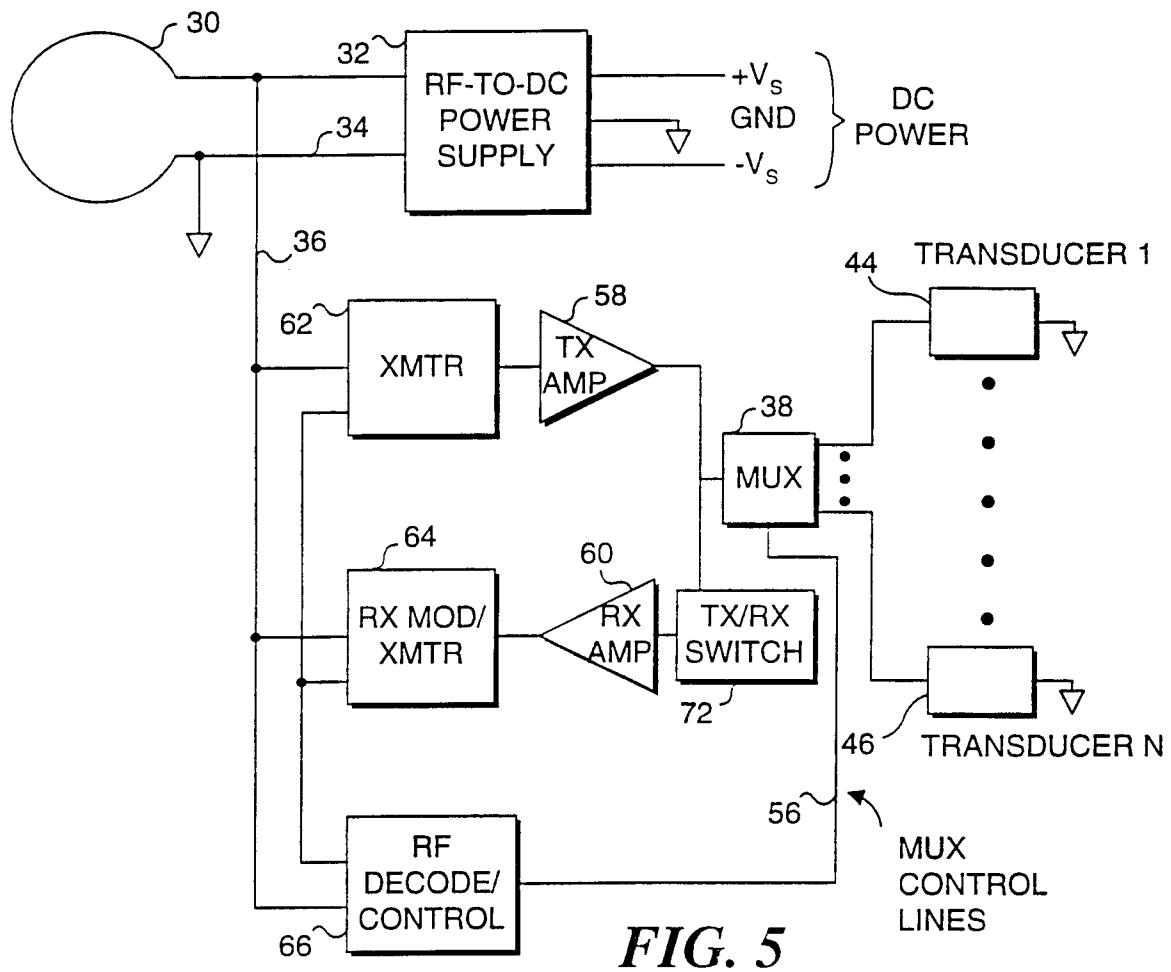 30
32
RF-TO-DC
POWER
SUPPLY
+VS
GND
-VS
DC
POWER
34
36
62
XMTR
58
TX
AMP
38
MUX
44
TRANSDUCER 1
64
RX MOD/
XMTR
60
RX
AMP
TX/RX
SWITCH
72
46
TRANSDUCER N
56
MUX
CONTROL
LINES
RF
DECODE/
CONTROL
66
FIG. 5